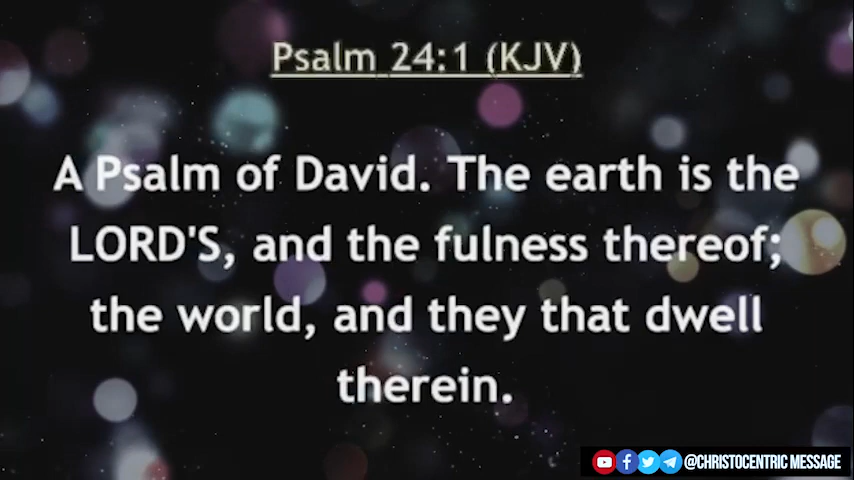 Psalm 24:1 (KJV)
A Psalm of David. The earth is the
LORD'S, and the fulness thereof;
the world, and they that dwell
therein.
@CHRISTOCENTRIC MESSAGE